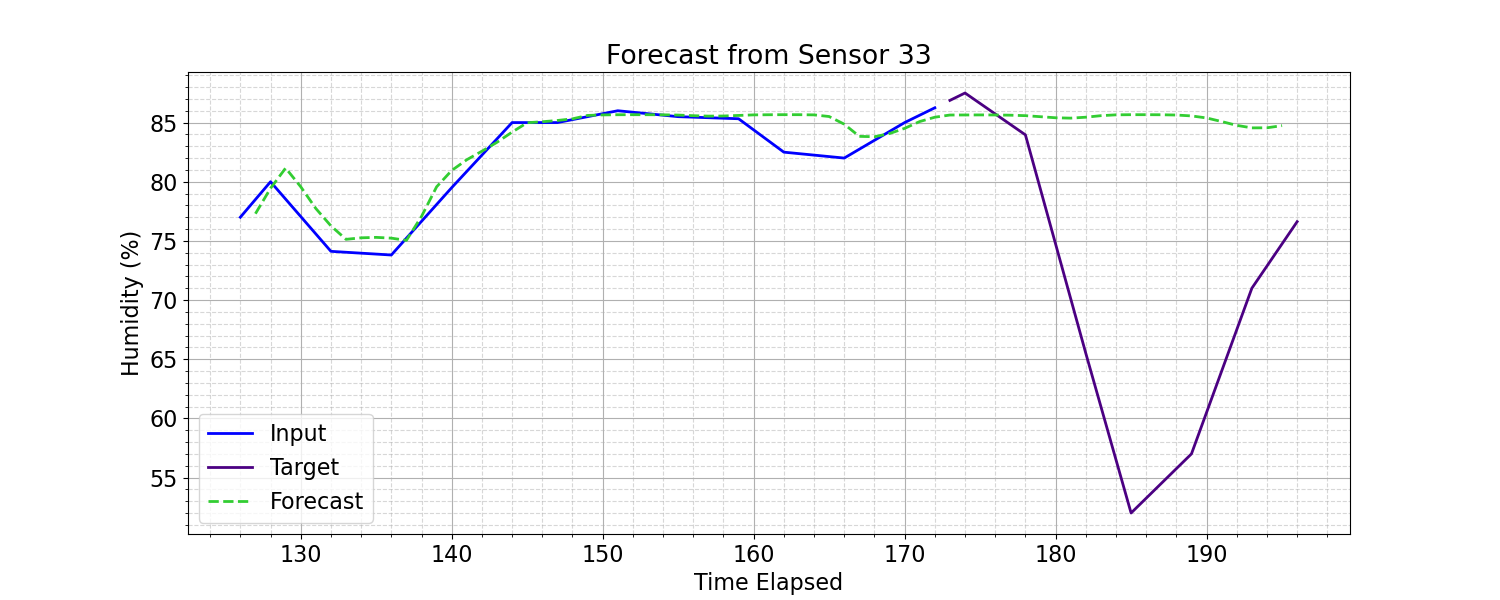 Forecast from Sensor 33
Humidity (%)
85
80
75
70
65
60
55
Input
Target
Forecast
130 140 150 160 170 180 190
Time Elapsed